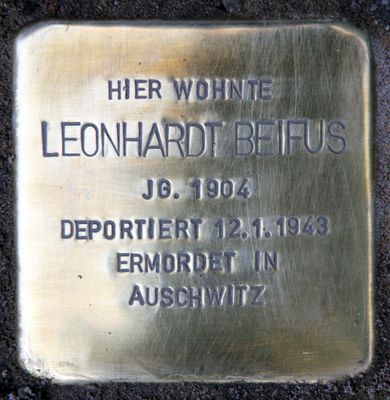 HIER WOHNTE
LEONHARDT BEIFUS
JG. 1904
DEPORTIERT 12.1.1943
ERMORDET IN
AUSCHWITZ